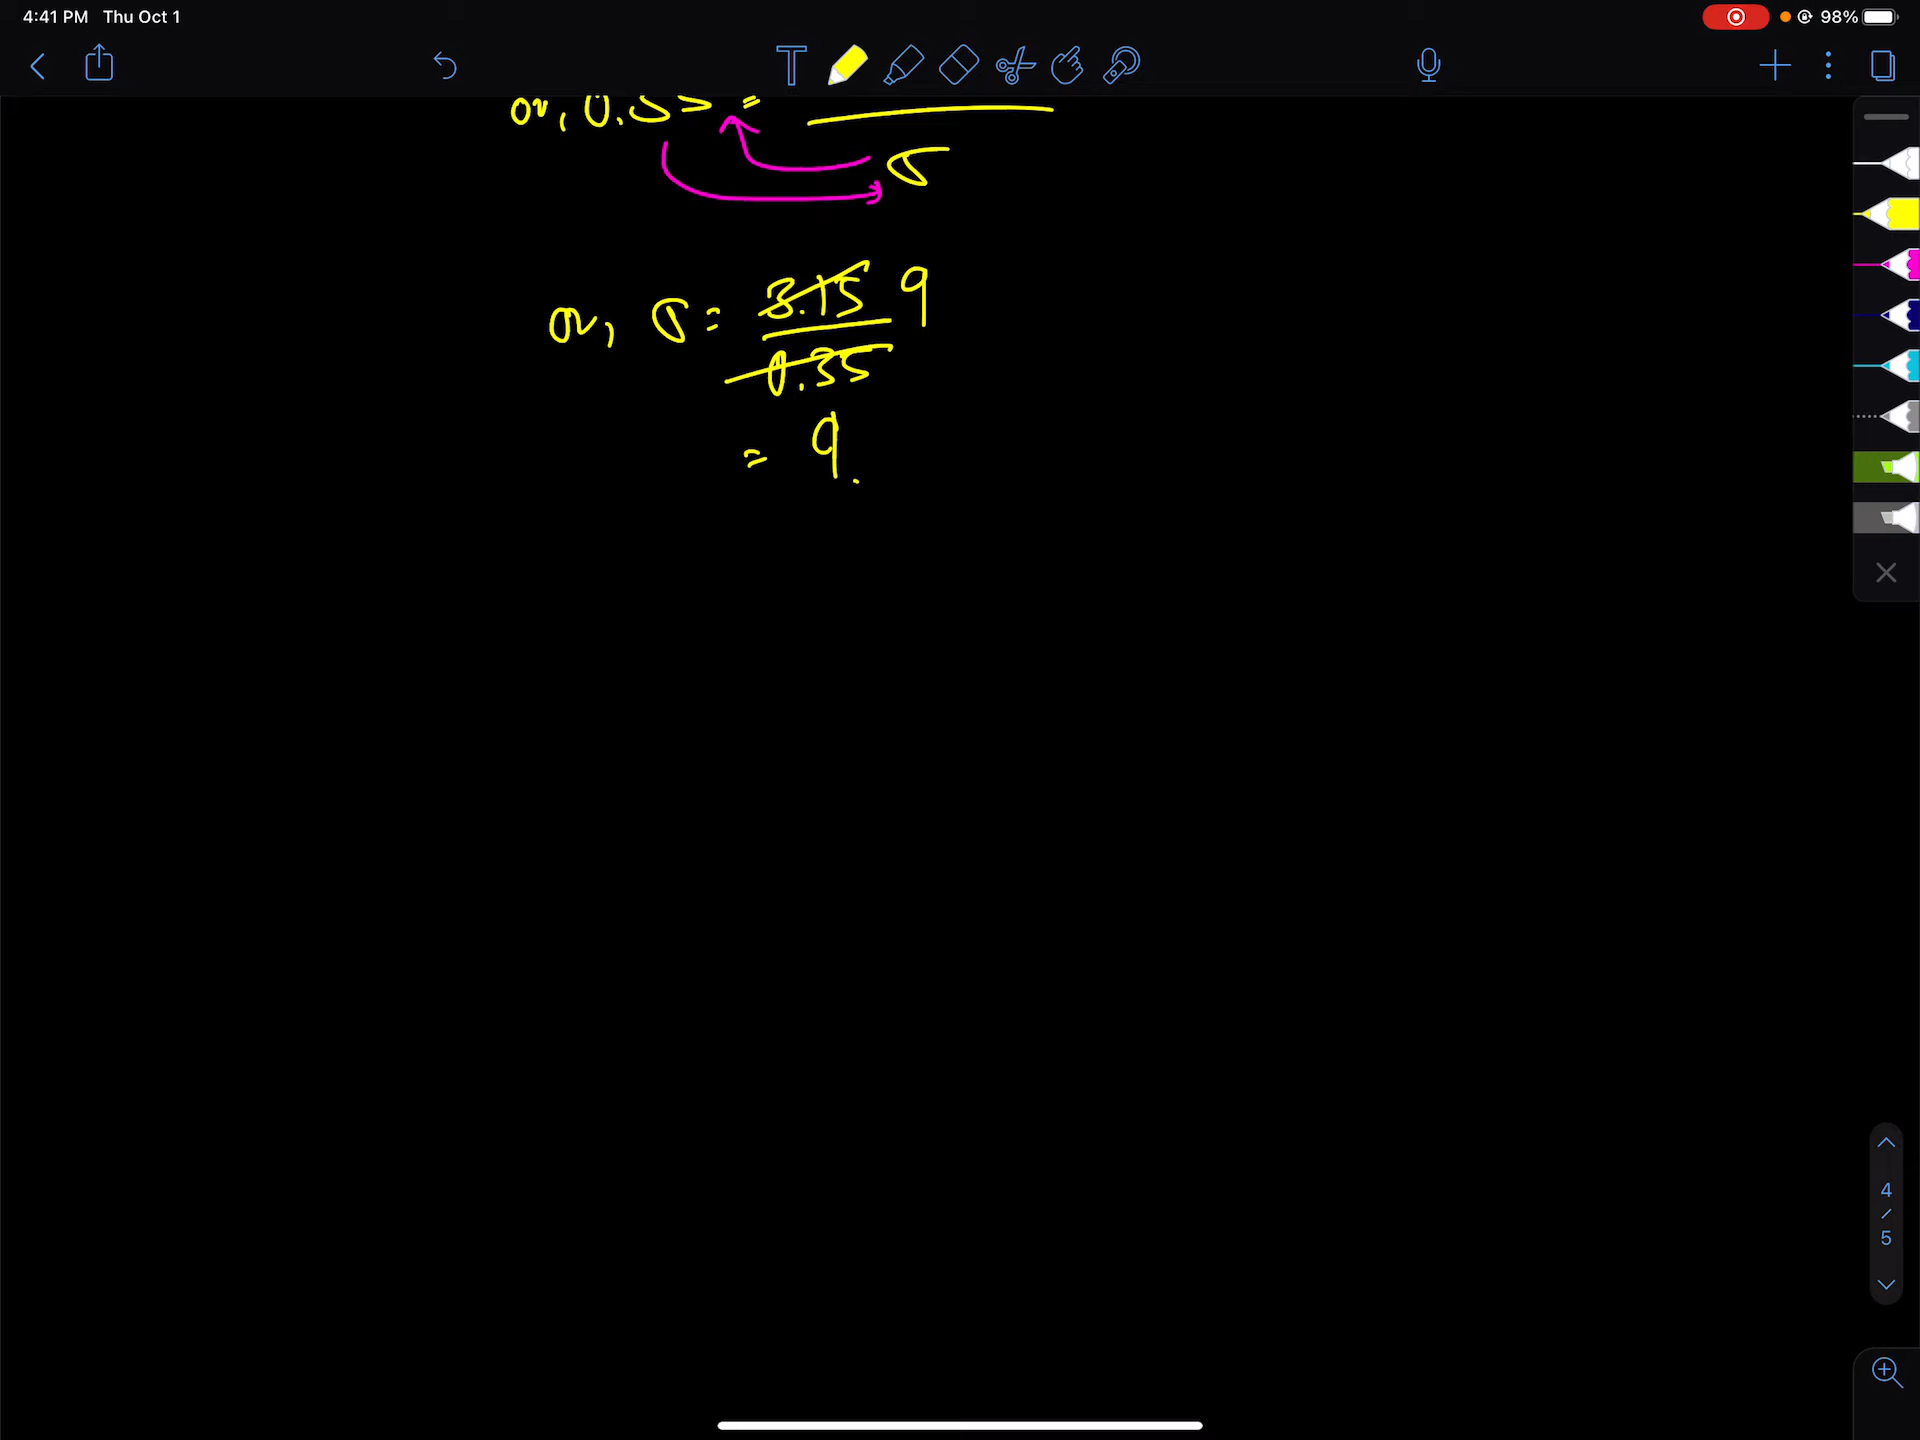 4:41 PM Thu Oct 1 98%
T
or, 0.35 =
σ
or, σ = 3.15 9
0.35
= 9.
4
/
5